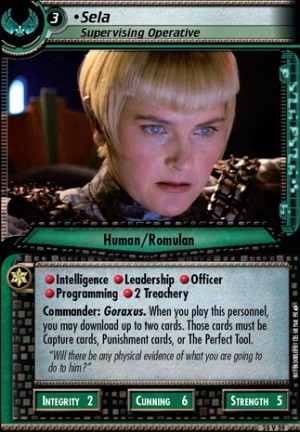 3 •Sela
Supervising Operative
Human/Romulan
Intelligence Leadership Officer
Programming 2 Treachery
Commander: Goraxus. When you play this personnel,
you may download up to two cards. Those cards must be
Capture cards, Punishment cards, or The Perfect Tool.
"Will there be any physical evidence of what you are going to
do to him?"
INTEGRITY 2 CUNNING 6 STRENGTH 5